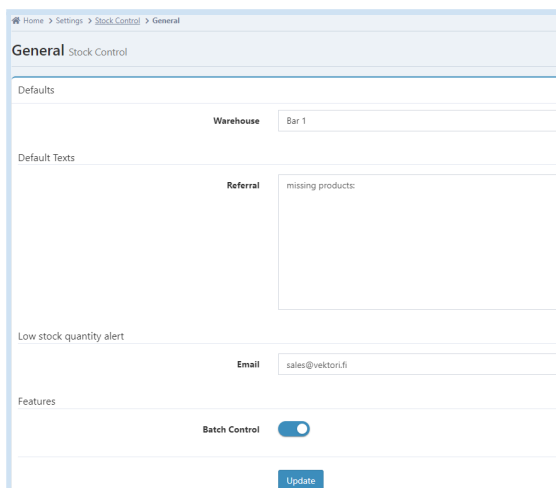 Home > Settings > Stock Control > General
General Stock Control
Defaults
Warehouse Bar 1
Default Texts
Referral missing products:
Low stock quantity alert
Email sales@vektori.fi
Features
Batch Control
Update